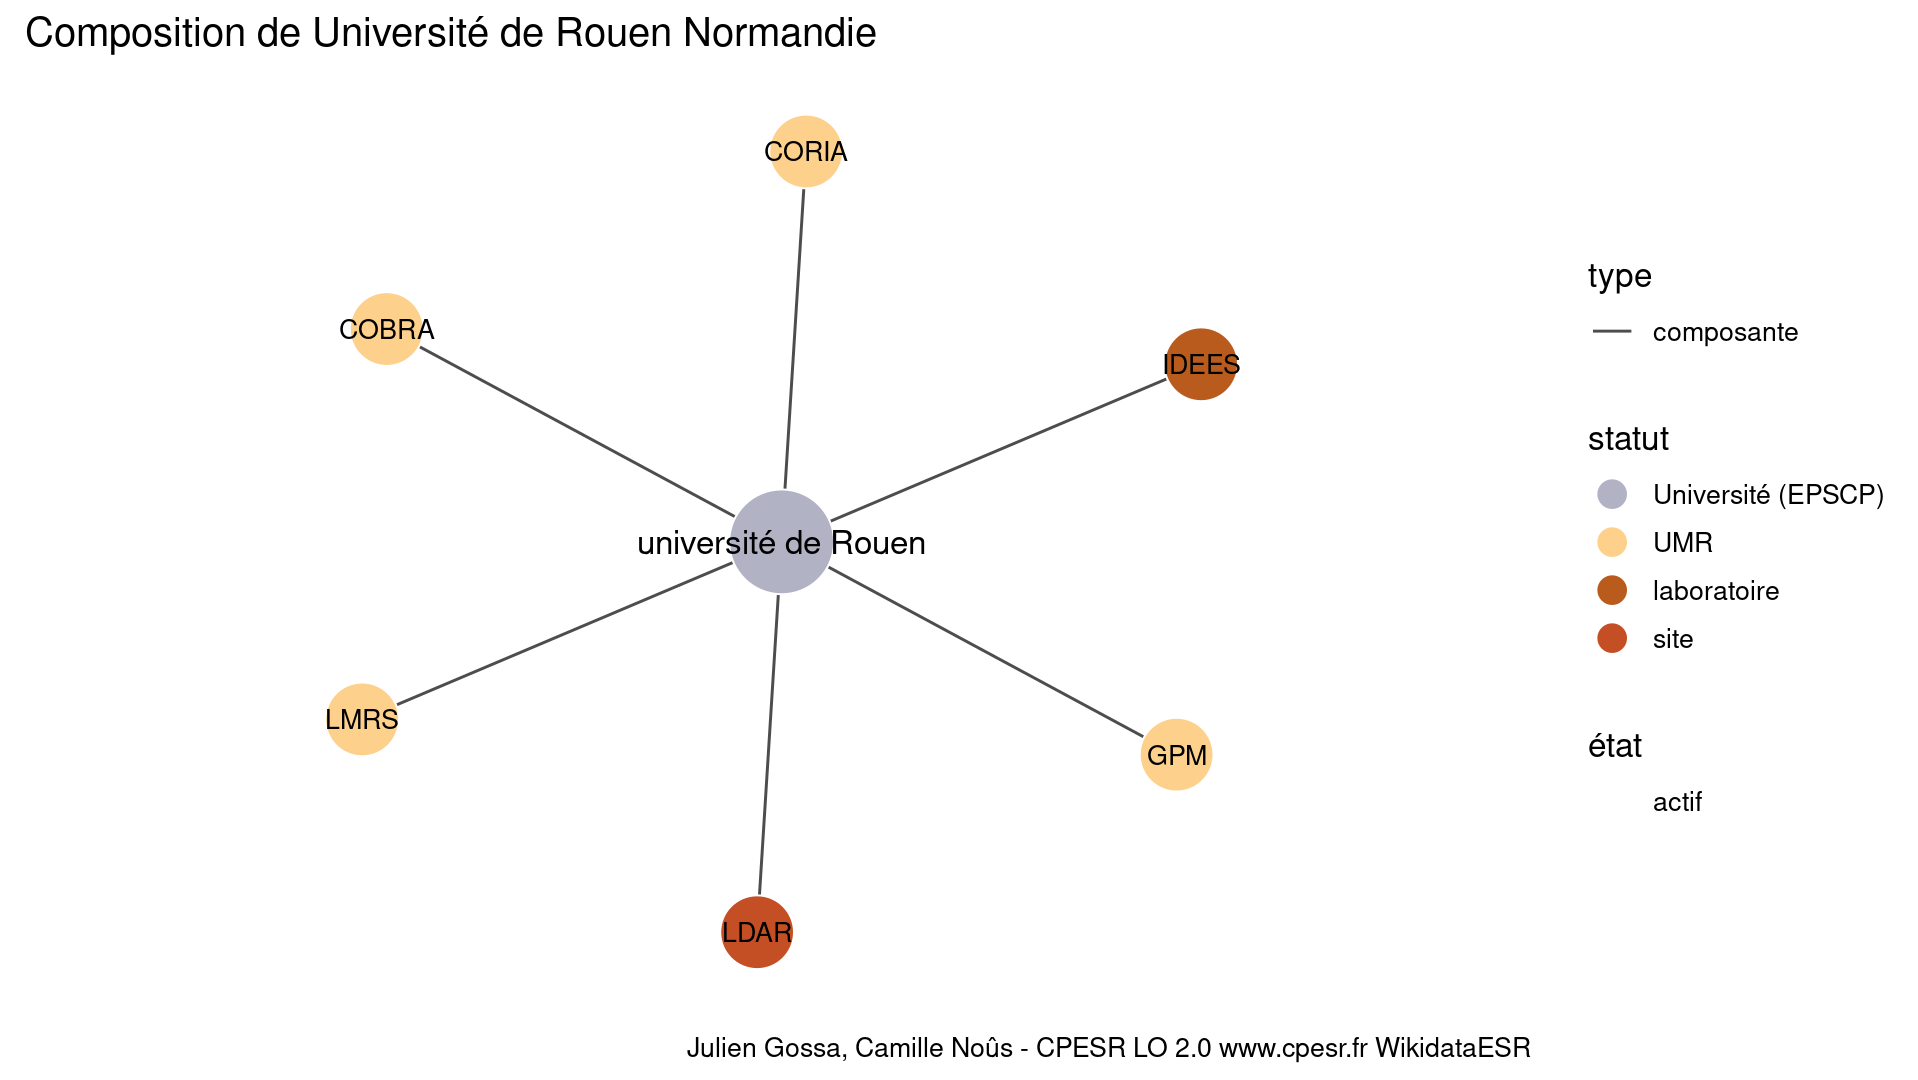 Composition de Université de Rouen Normandie
CORIA
COBRA
IDEES
université de Rouen
LMRS
GPM
LDAR
type
composante
statut
Université (EPSCP)
UMR
laboratoire
site
état
actif
Julien Gossa, Camille Noûs - CPESR LO 2.0 www.cpesr.fr WikidataESR